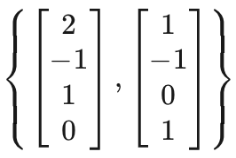 { [ 2 -1 1 0 ] , [ 1 -1 0 1 ] }